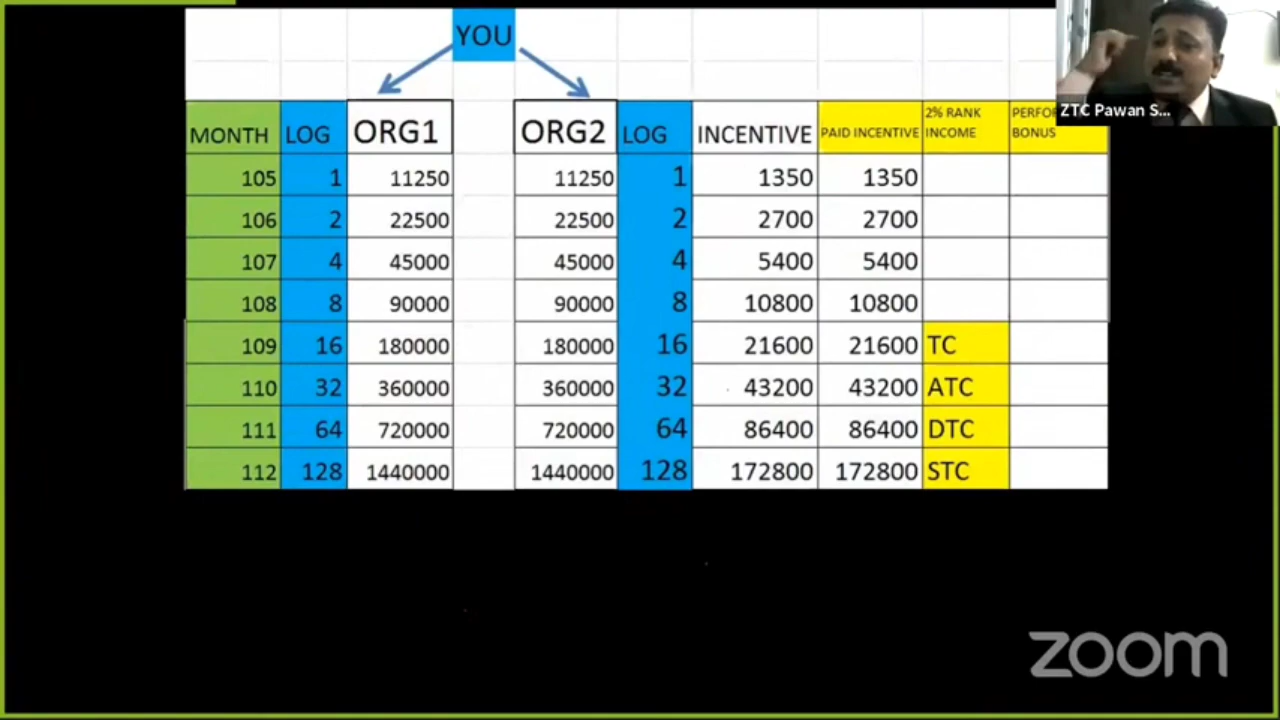 YOU
MONTH LOG ORG1 ORG2 LOG INCENTIVE PAID INCENTIVE 2% RANK INCOME BONUS
105 1 11250 11250 1 1350 1350
106 2 22500 22500 2 2700 2700
107 4 45000 45000 4 5400 5400
108 8 90000 90000 8 10800 10800
109 16 180000 180000 16 21600 21600 TC
110 32 360000 360000 32 43200 43200 ATC
111 64 720000 720000 64 86400 86400 DTC
112 128 1440000 1440000 128 172800 172800 STC
ZTC Pawan S...
zoom